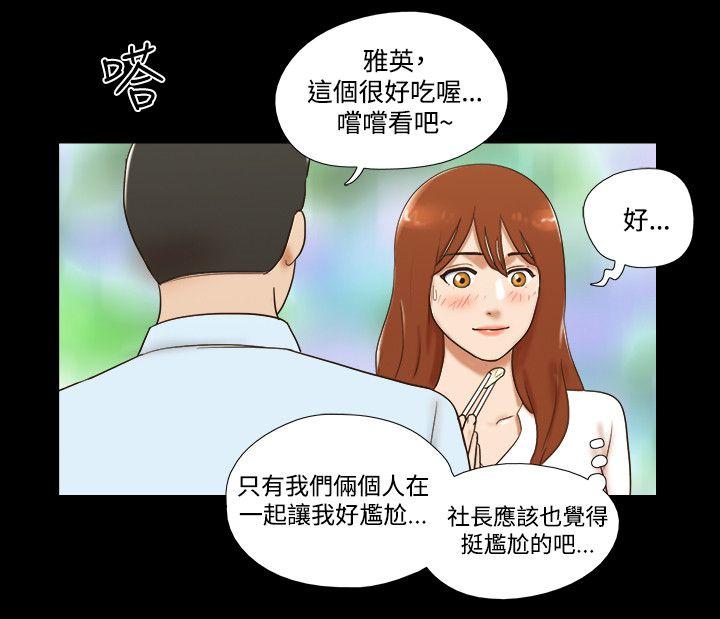 嗒
雅英，
這個很好吃喔...
嚐嚐看吧~
好...
只有我們倆個人在
一起讓我好尷尬...
社長應該也覺得
挺尷尬的吧...